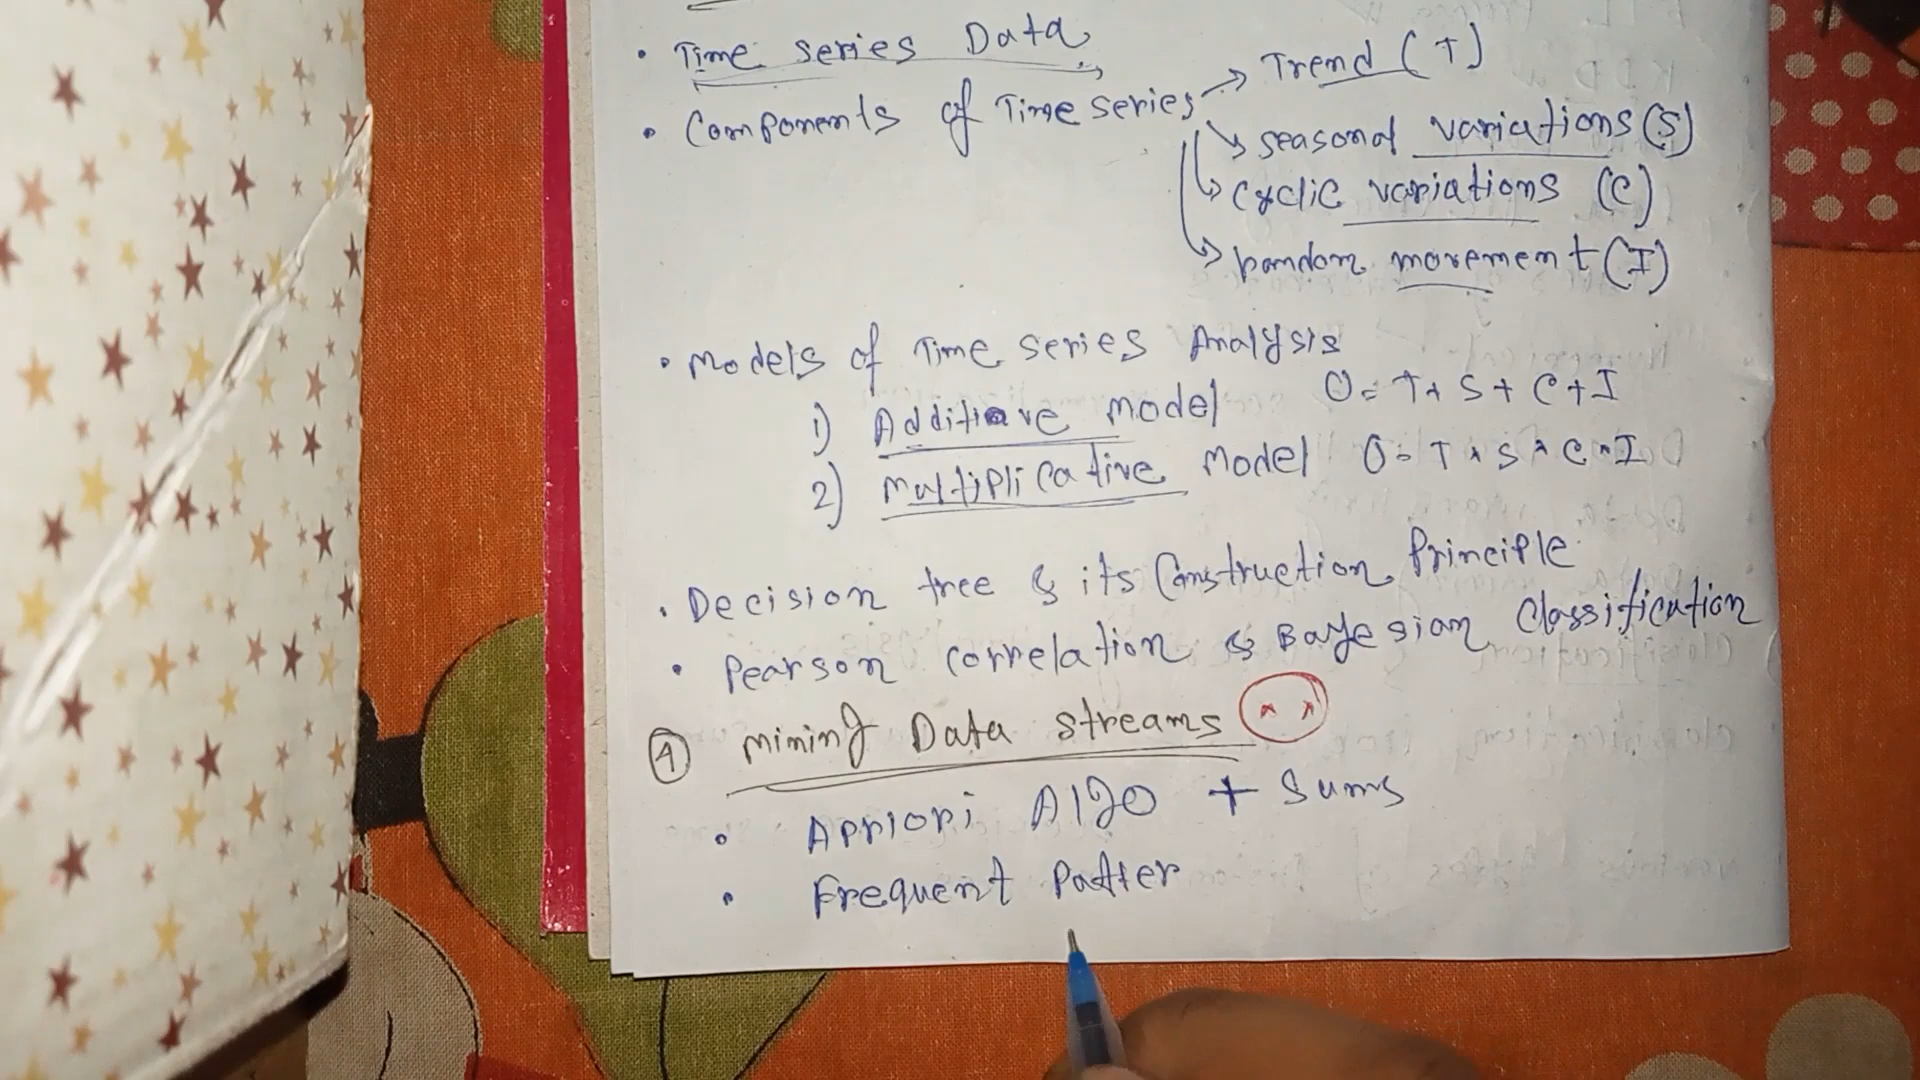 • Time series Data
• Components of Time series → Trend (T)
↳ seasonal variations (S)
↳ cyclic variations (C)
↳ random movement (I)
• Models of Time series Analysis
1) Additive Model O = T + S + C + I
2) Multiplicative Model O = T * S * C * I
• Decision tree & its Construction Principle
• Pearson correlation & Bayesian Classification
④ mining Data streams
• Apriori Algo + Sums
• Frequent Patter